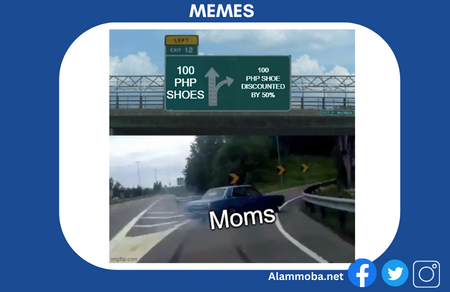 MEMES
LEFT
EXIT 12
100
PHP
SHOES
100
PHP SHOE
DISCOUNTED
BY 50%
Moms
imgflip.com
Alammoba.net